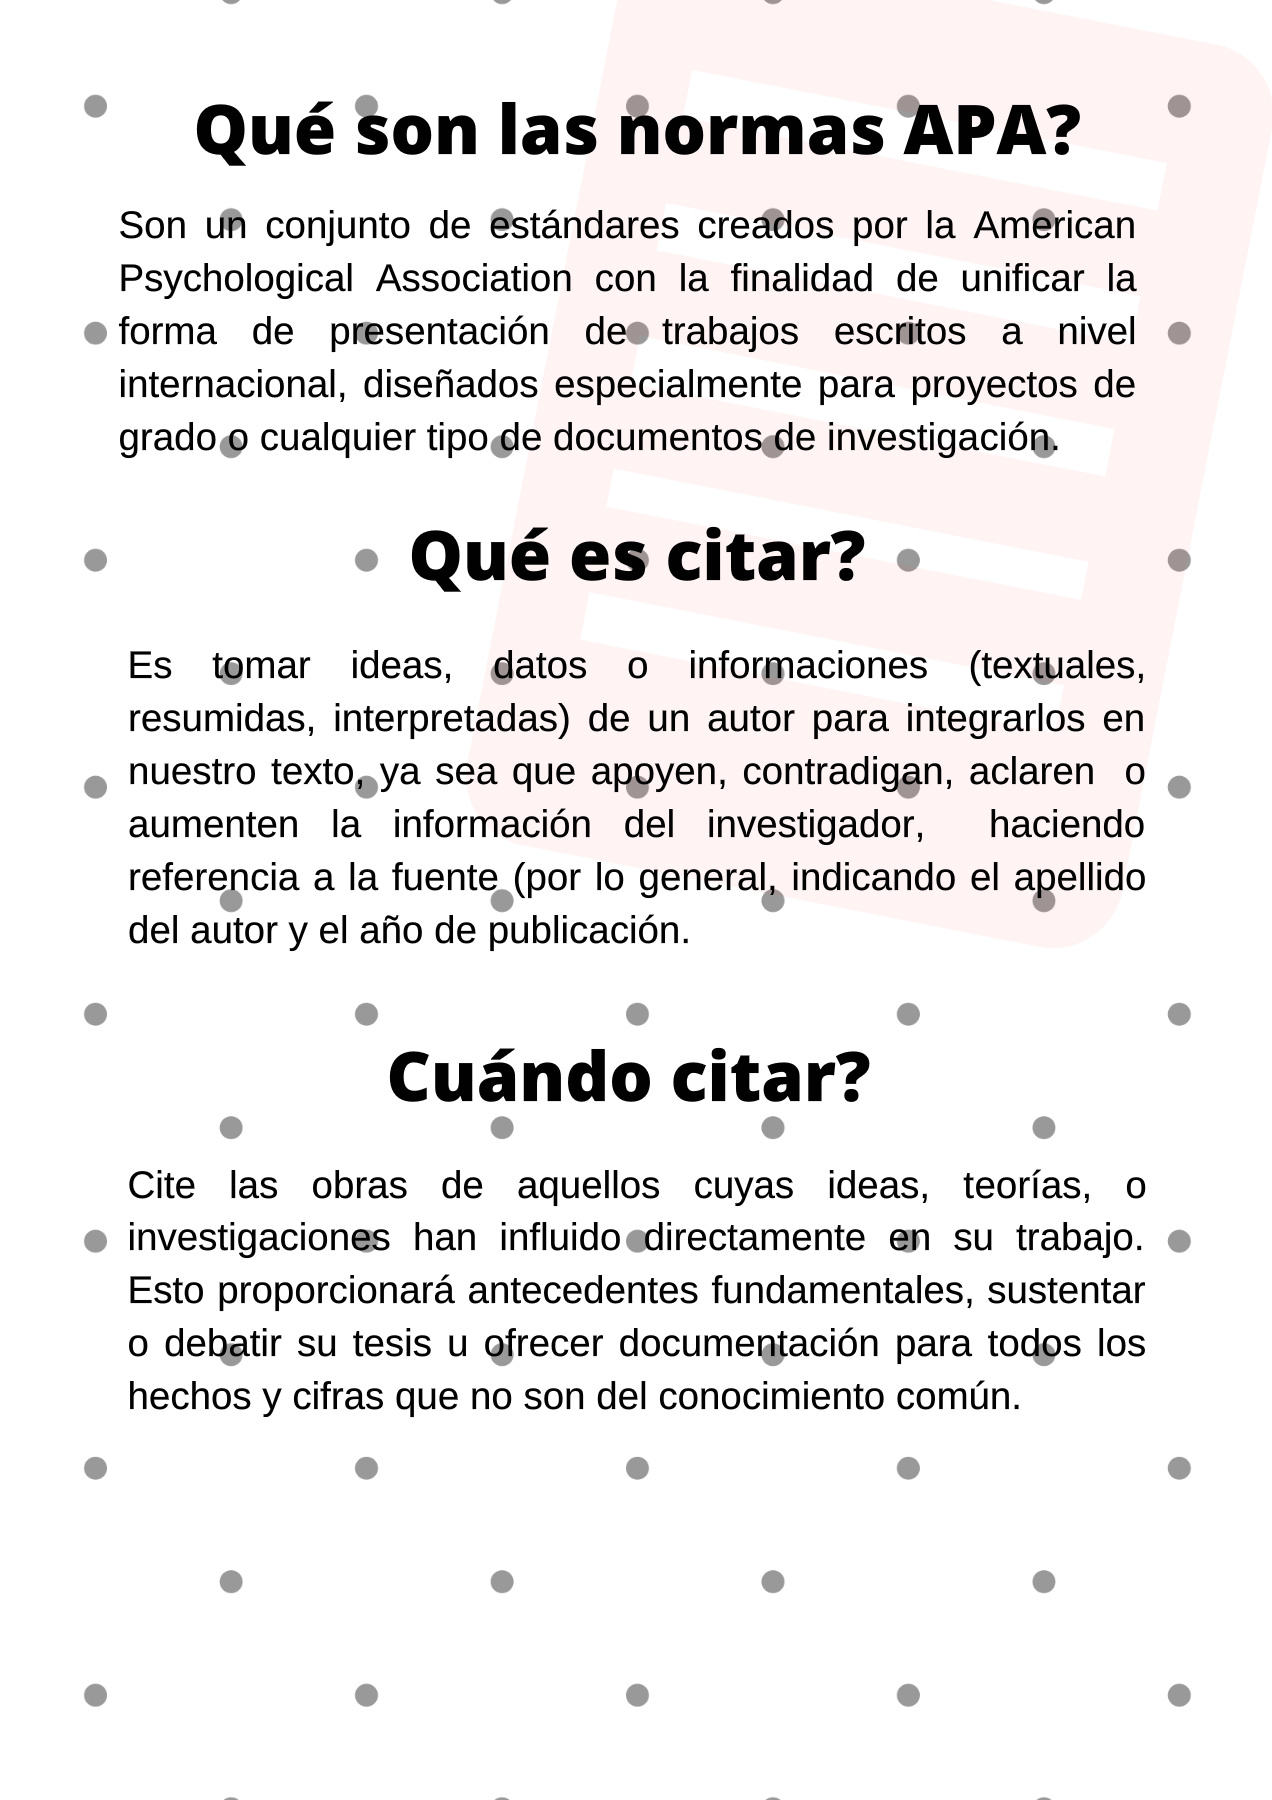 Qué son las normas APA?
Son un conjunto de estándares creados por la American
Psychological Association con la finalidad de unificar la
forma de presentación de trabajos escritos a nivel
internacional, diseñados especialmente para proyectos de
grado o cualquier tipo de documentos de investigación.
Qué es citar?
Es tomar ideas, datos o informaciones (textuales,
resumidas, interpretadas) de un autor para integrarlos en
nuestro texto, ya sea que apoyen, contradigan, aclaren o
aumenten la información del investigador, haciendo
referencia a la fuente (por lo general, indicando el apellido
del autor y el año de publicación.
Cuándo citar?
Cite las obras de aquellos cuyas ideas, teorías, o
investigaciones han influido directamente en su trabajo.
Esto proporcionará antecedentes fundamentales, sustentar
o debatir su tesis u ofrecer documentación para todos los
hechos y cifras que no son del conocimiento común.